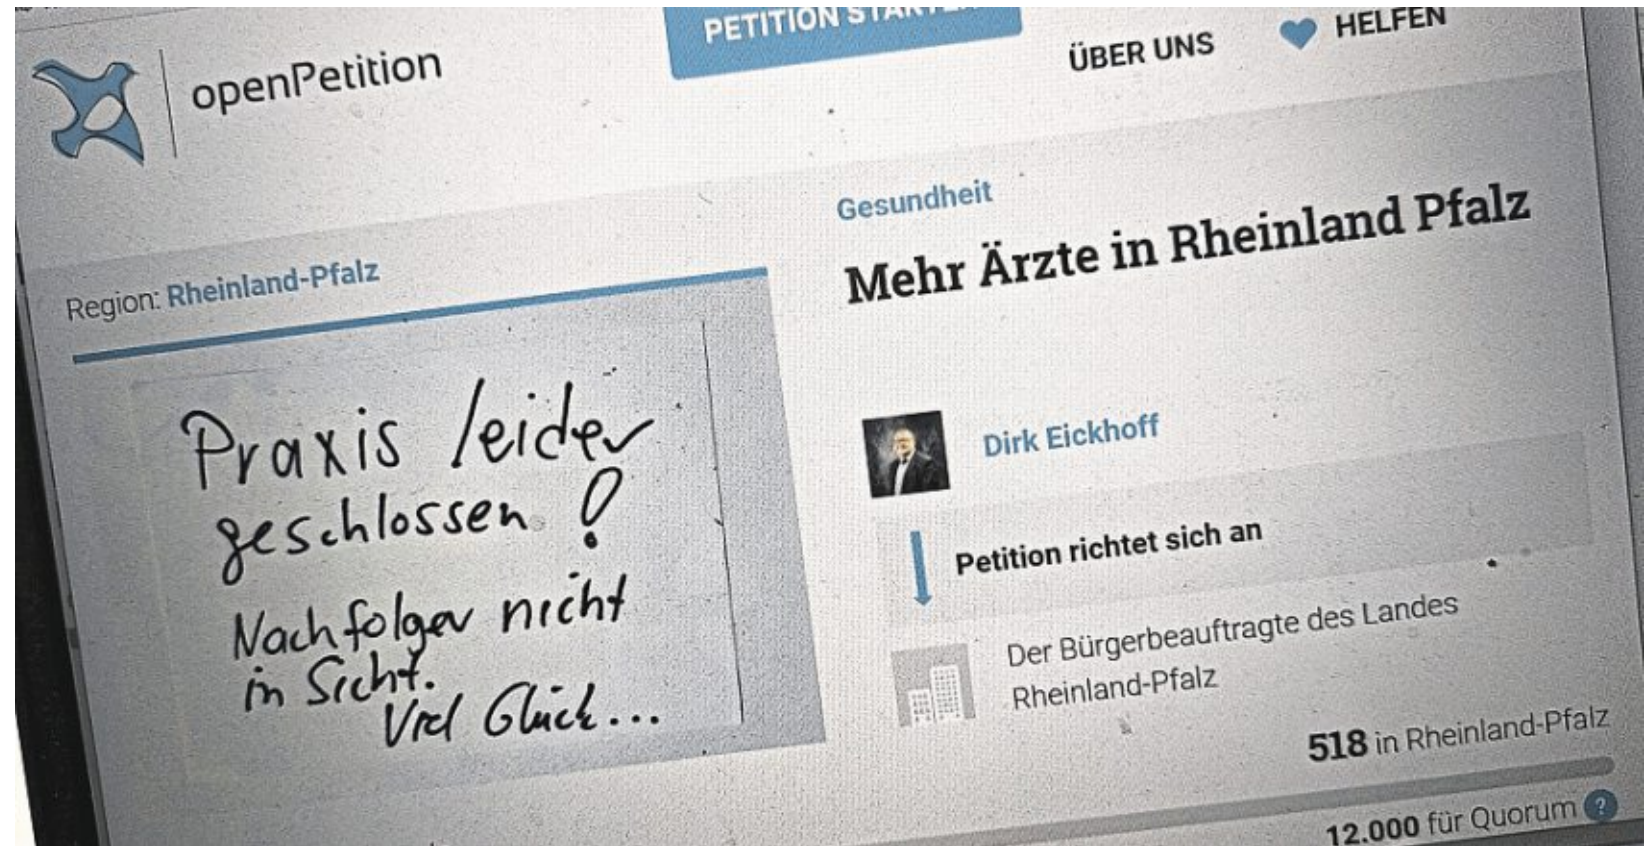 openPetition
PETITION STARTEN
ÜBER UNS
HELFEN
Region: Rheinland-Pfalz
Praxis leider
geschlossen!
Nachfolger nicht
in Sicht.
Viel Glück...
Gesundheit
Mehr Ärzte in Rheinland Pfalz
Dirk Eickhoff
Petition richtet sich an
Der Bürgerbeauftragte des Landes
Rheinland-Pfalz
518 in Rheinland-Pfalz
12.000 für Quorum ?